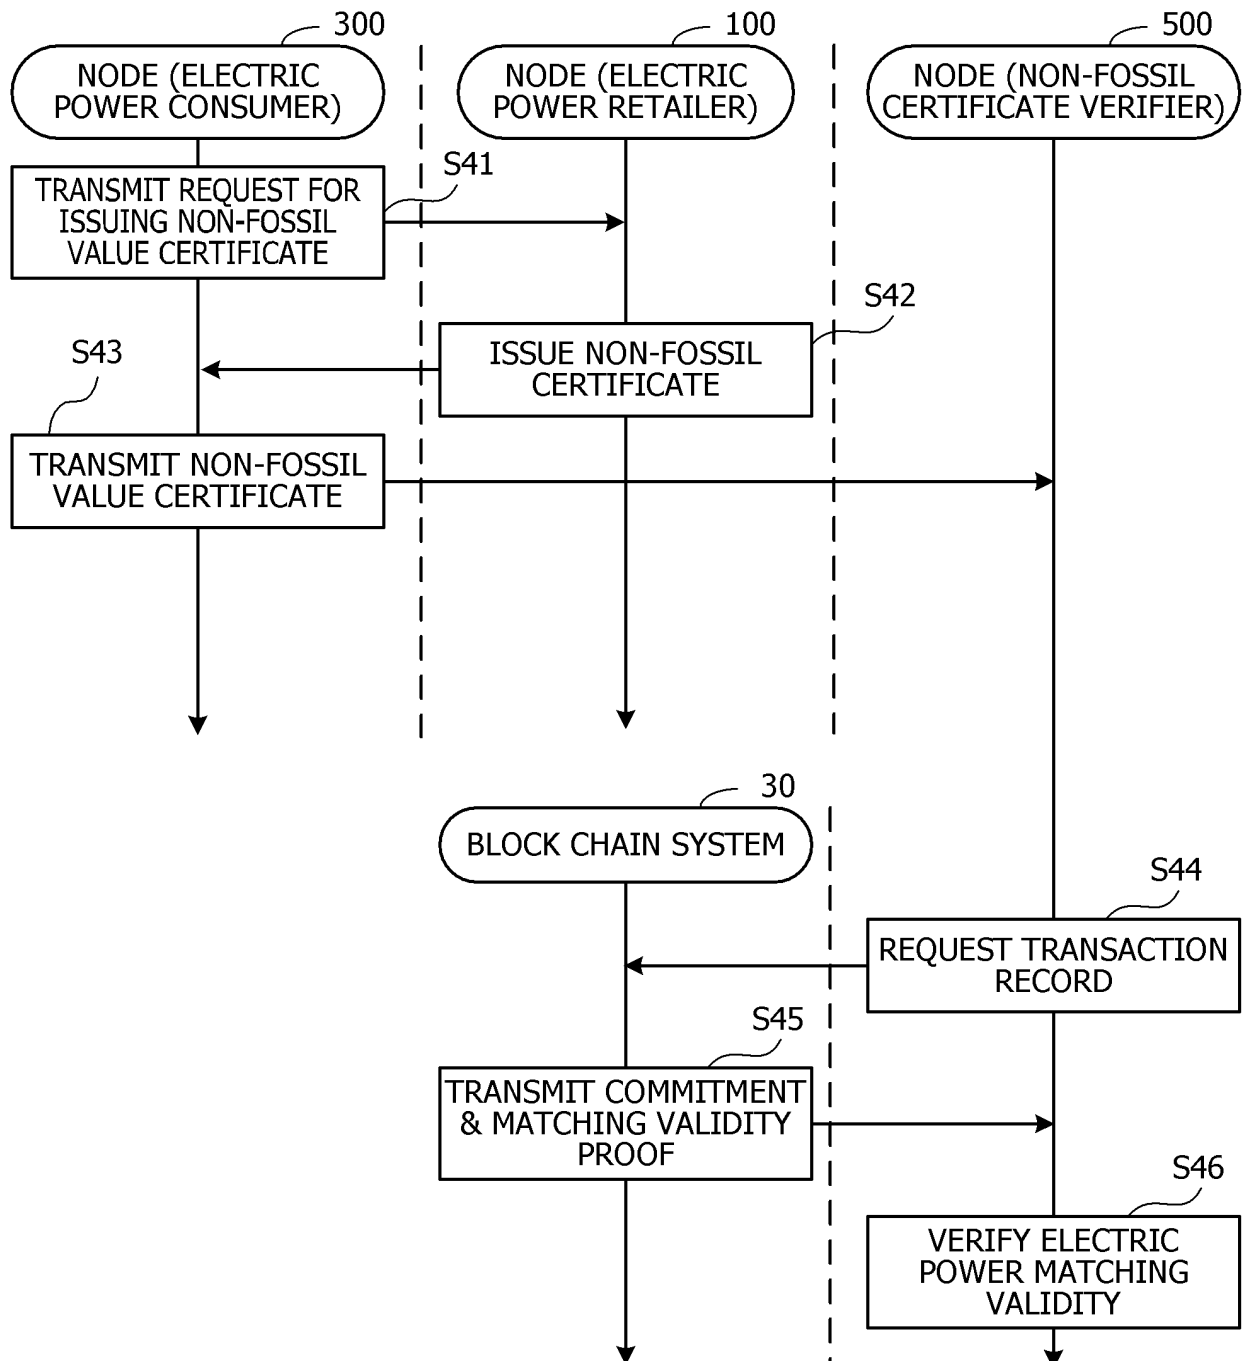 300
100
500
NODE (ELECTRIC
POWER CONSUMER)
NODE (ELECTRIC
POWER RETAILER)
NODE (NON-FOSSIL
CERTIFICATE VERIFIER)
S41
TRANSMIT REQUEST FOR
ISSUING NON-FOSSIL
VALUE CERTIFICATE
S42
ISSUE NON-FOSSIL
CERTIFICATE
S43
TRANSMIT NON-FOSSIL
VALUE CERTIFICATE
30
BLOCK CHAIN SYSTEM
S44
REQUEST TRANSACTION
RECORD
S45
TRANSMIT COMMITMENT
& MATCHING VALIDITY
PROOF
S46
VERIFY ELECTRIC
POWER MATCHING
VALIDITY